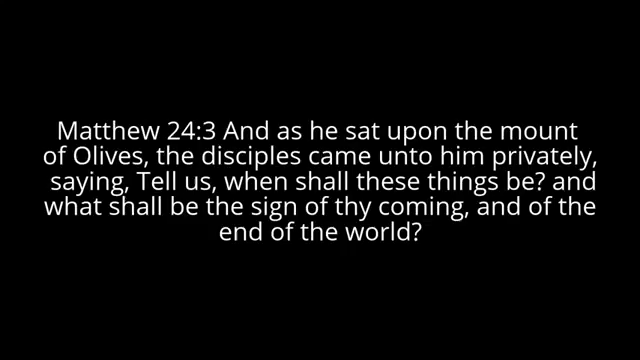 Matthew 24:3 And as he sat upon the mount
of Olives, the disciples came unto him privately,
saying, Tell us, when shall these things be? and
what shall be the sign of thy coming, and of the
end of the world?